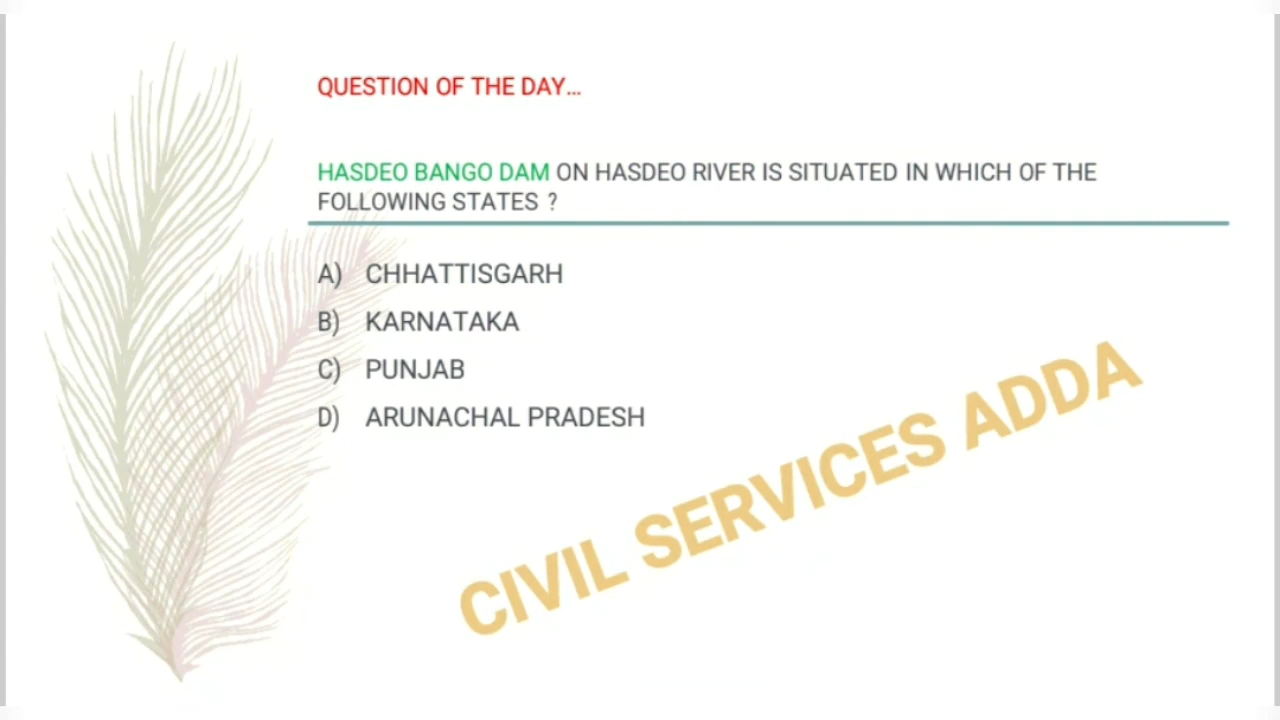 QUESTION OF THE DAY...
HASDEO BANGO DAM ON HASDEO RIVER IS SITUATED IN WHICH OF THE
FOLLOWING STATES ?
A) CHHATTISGARH
B) KARNATAKA
C) PUNJAB
D) ARUNACHAL PRADESH
CIVIL SERVICES ADDA